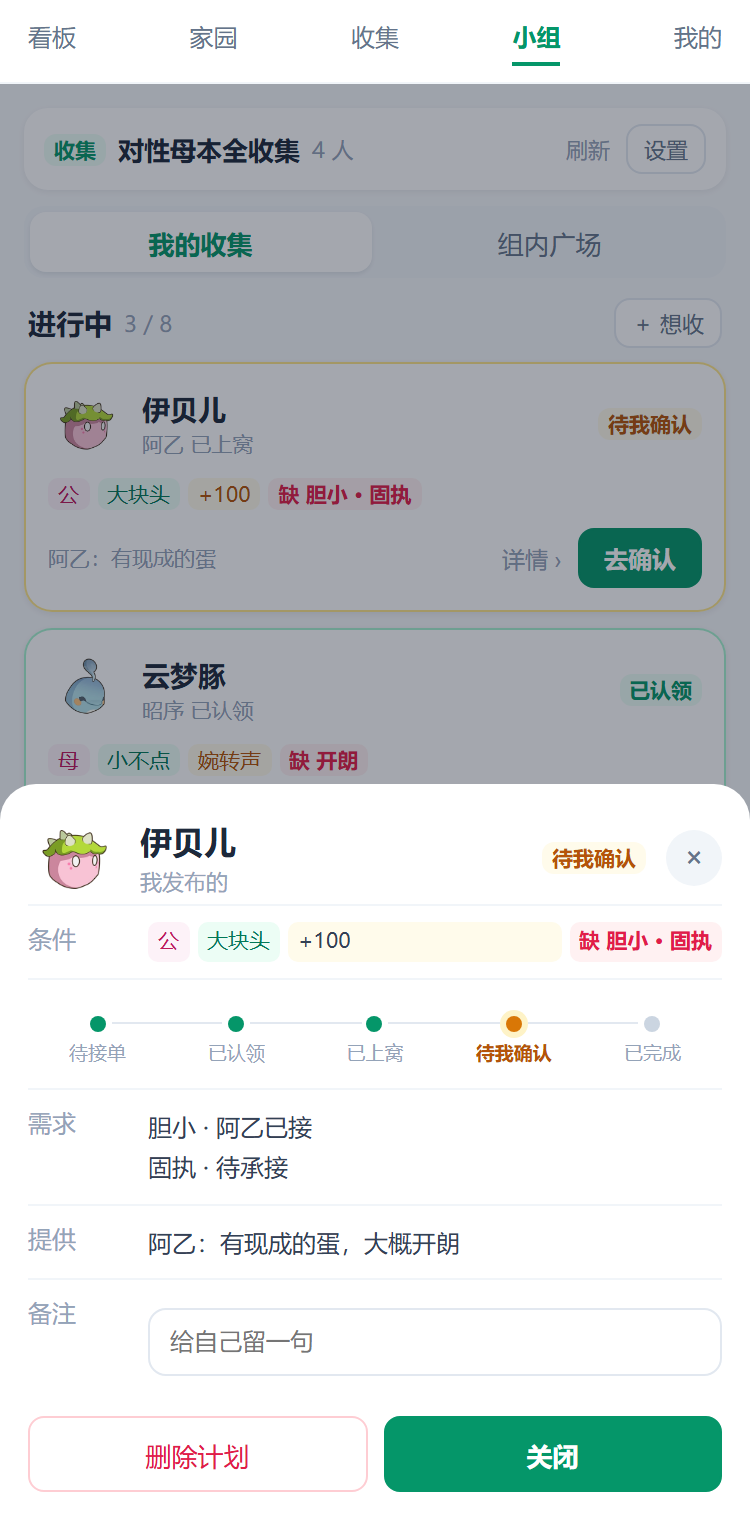 看板 家园 收集 小组 我的
收集 对性母本全收集 4 人 刷新 设置
我的收集 组内广场
进行中 3 / 8 + 想收
伊贝儿
阿乙 已上窝
待我确认
公 大块头 +100 缺 胆小 • 固执
阿乙：有现成的蛋 详情 › 去确认
云梦豚
昭序 已认领
已认领
母 小不点 婉转声 缺 开朗
伊贝儿
我发布的
待我确认 ×
条件 公 大块头 +100 缺 胆小 • 固执
待接单 已认领 已上窝 待我确认 已完成
需求 胆小 · 阿乙已接
固执 · 待承接
提供 阿乙：有现成的蛋，大概开朗
备注 给自己留一句
删除计划 关闭